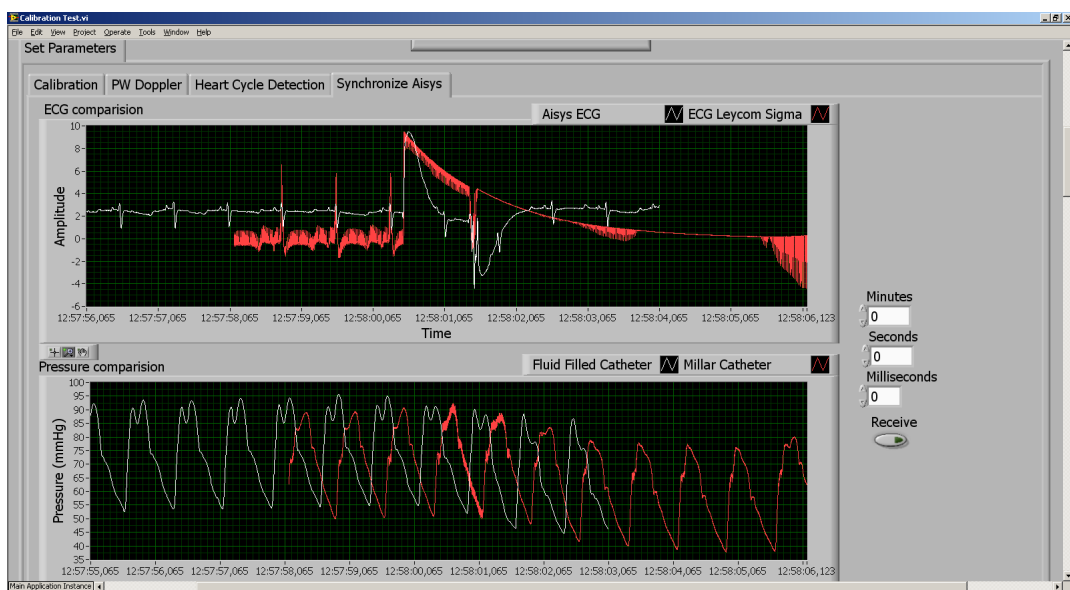 Calibration Test.vi
File Edit View Project Operate Tools Window Help
Set Parameters
Calibration PW Doppler Heart Cycle Detection Synchronize Aisys
ECG comparision
Aisys ECG ECG Leycom Sigma
10
8
6
4
2
0
-2
-4
-6
Amplitude
12:57:56,065 12:57:57,065 12:57:58,065 12:57:59,065 12:58:00,065 12:58:01,065 12:58:02,065 12:58:03,065 12:58:04,065 12:58:05,065 12:58:06,123
Time
Minutes
0
Seconds
0
Milliseconds
0
Receive
Pressure comparision
Fluid Filled Catheter Millar Catheter
100
95
90
85
80
75
70
65
60
55
50
45
40
35
Pressure (mmHg)
12:57:55,065 12:57:56,065 12:57:57,065 12:57:58,065 12:57:59,065 12:58:00,065 12:58:01,065 12:58:02,065 12:58:03,065 12:58:04,065 12:58:05,065 12:58:06,123
Main Application Instance